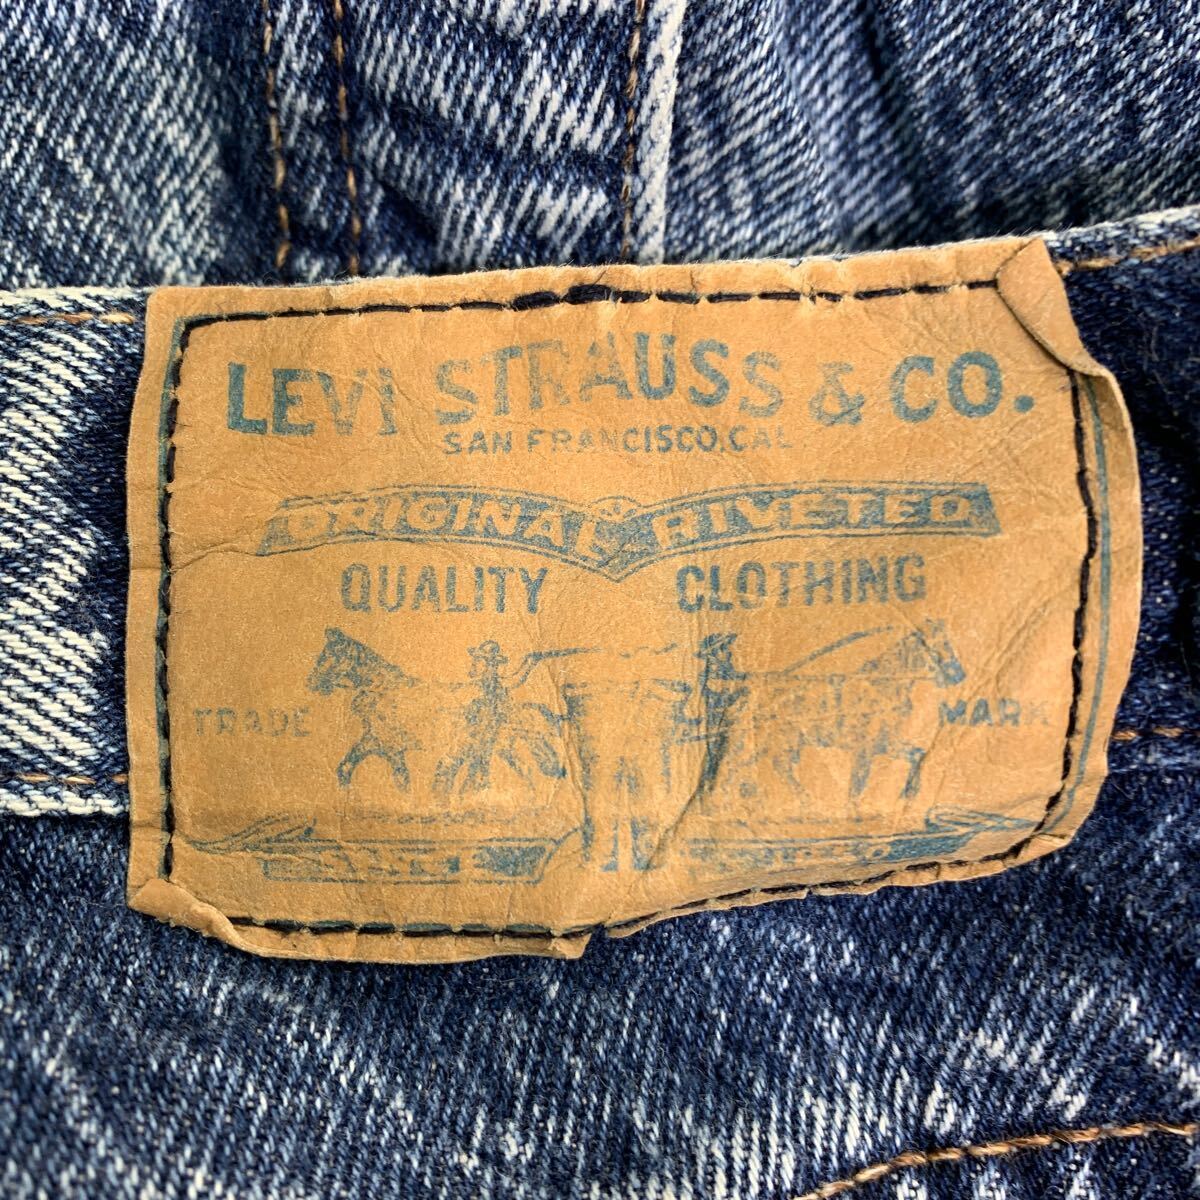 LEVI STRAUSS & CO.
SAN FRANCISCO, CAL.
ORIGINAL RIVETED
QUALITY CLOTHING
TRADE MARK